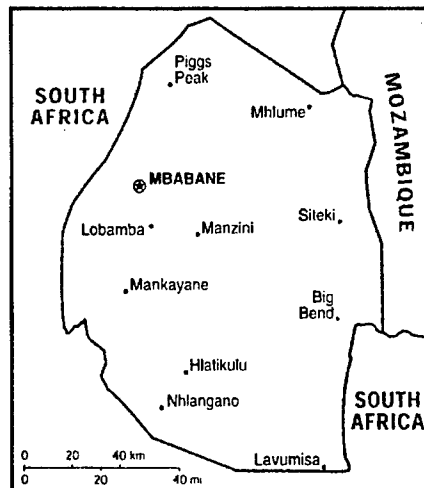 Piggs
Peak
SOUTH
AFRICA
MOZAMBIQUE
Mhlume
MBABANE
Lobamba
Manzini
Siteki
Mankayane
Big
Bend
Hlatikulu
Nhlangano
SOUTH
AFRICA
Lavumisa
0 20 40 km
0 20 40 mi